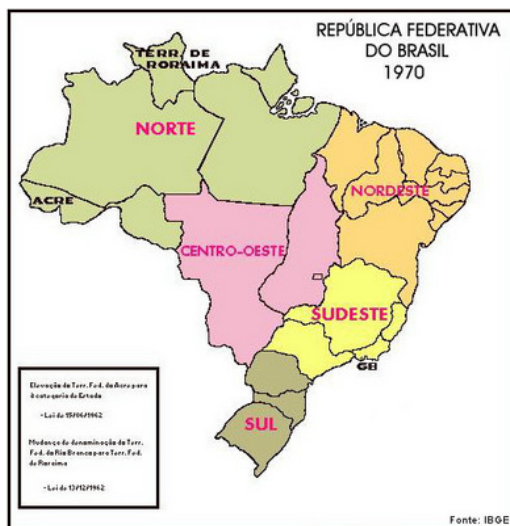 REPÚBLICA FEDERATIVA
DO BRASIL
1970
TERR. DE
RORAIMA
NORTE
NORDESTE
ACRE
CENTRO-OESTE
SUDESTE
GB
SUL
Elevação do Terr. Fed. do Acre para
à categoria de Estado
- Lei de 15/06/1962
Mudança de denominação do Terr.
Fed. do Rio Branco para Terr. Fed.
de Roraima
- Lei de 13/12/1962
Fonte: IBGE